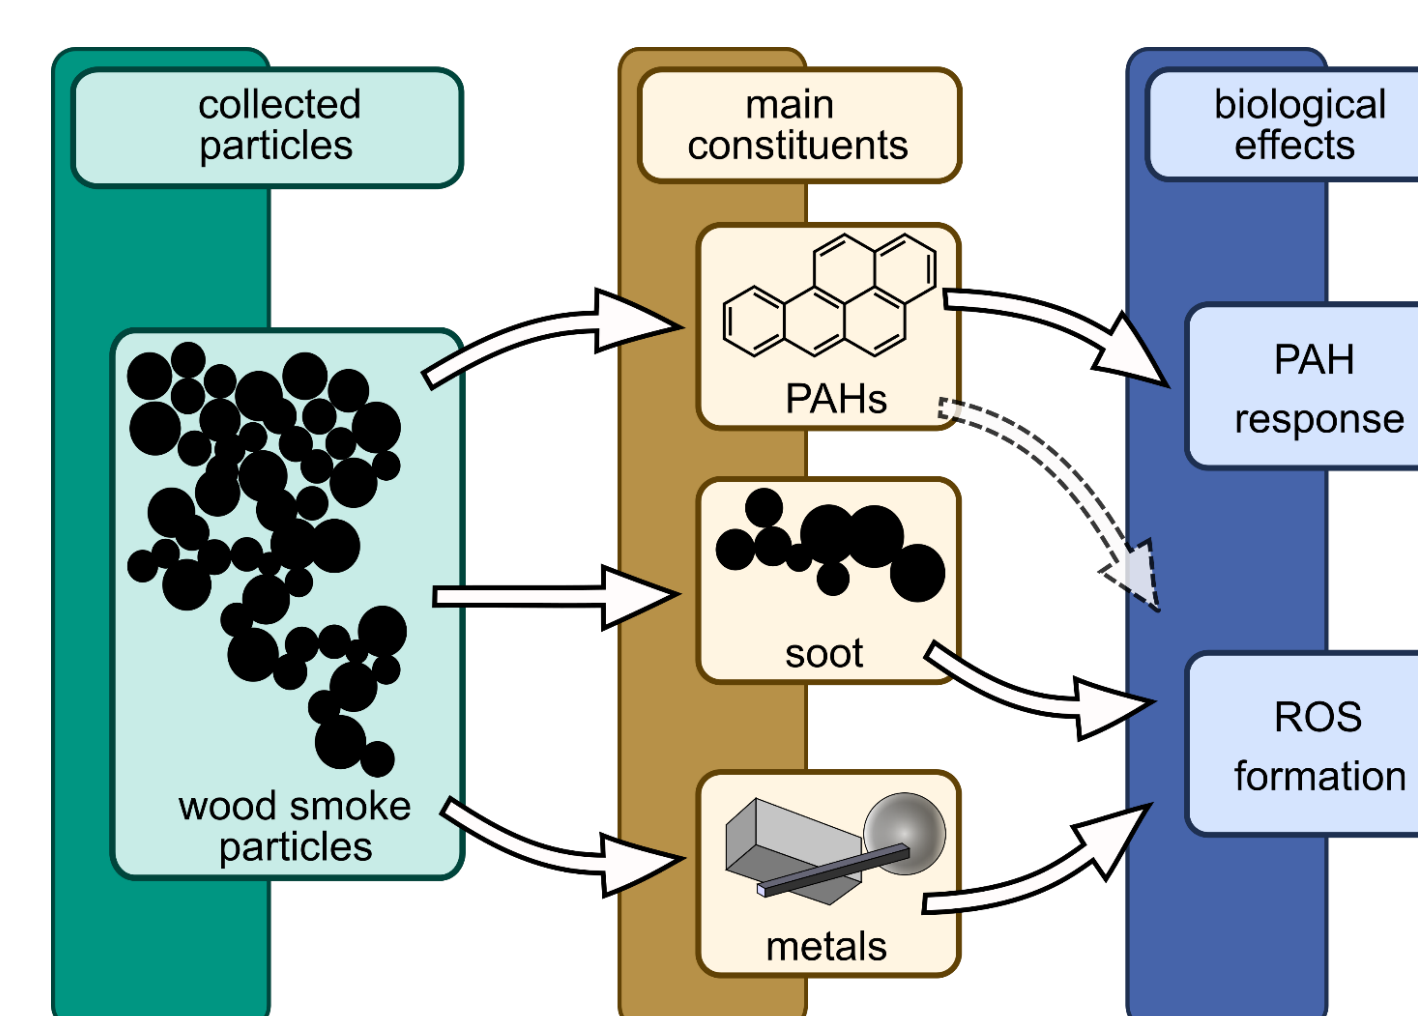 collected
particles
main
constituents
biological
effects
wood smoke
particles
PAHs
soot
metals
PAH
response
ROS
formation